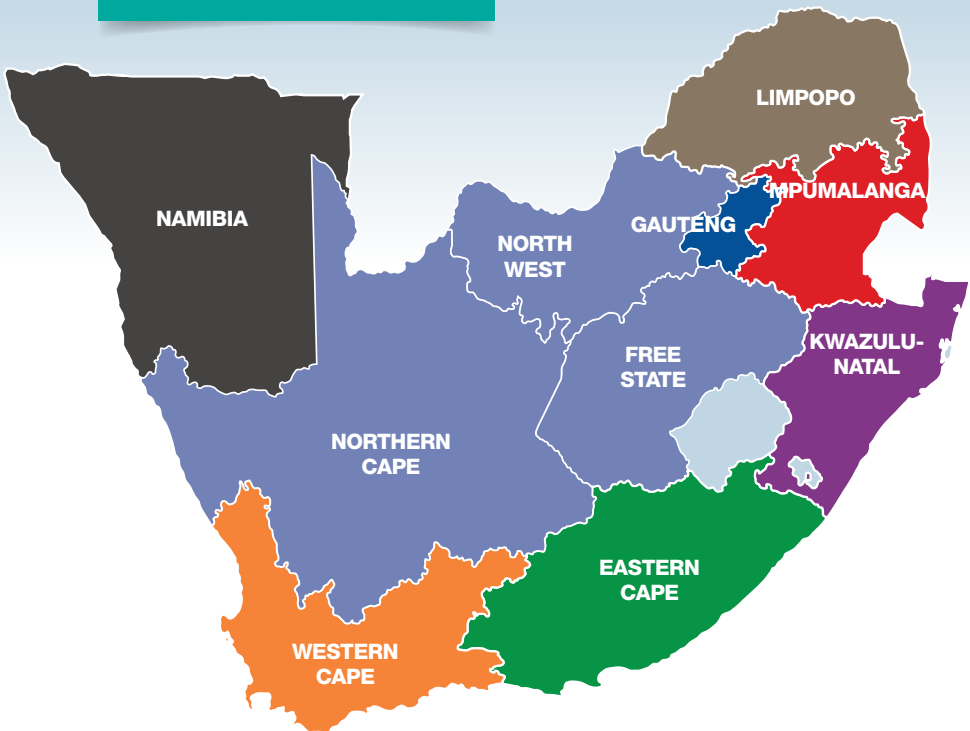 LIMPOPO
MPUMALANGA
NAMIBIA
GAUTENG
NORTH
WEST
KWAZULU-
NATAL
FREE
STATE
NORTHERN
CAPE
EASTERN
CAPE
WESTERN
CAPE